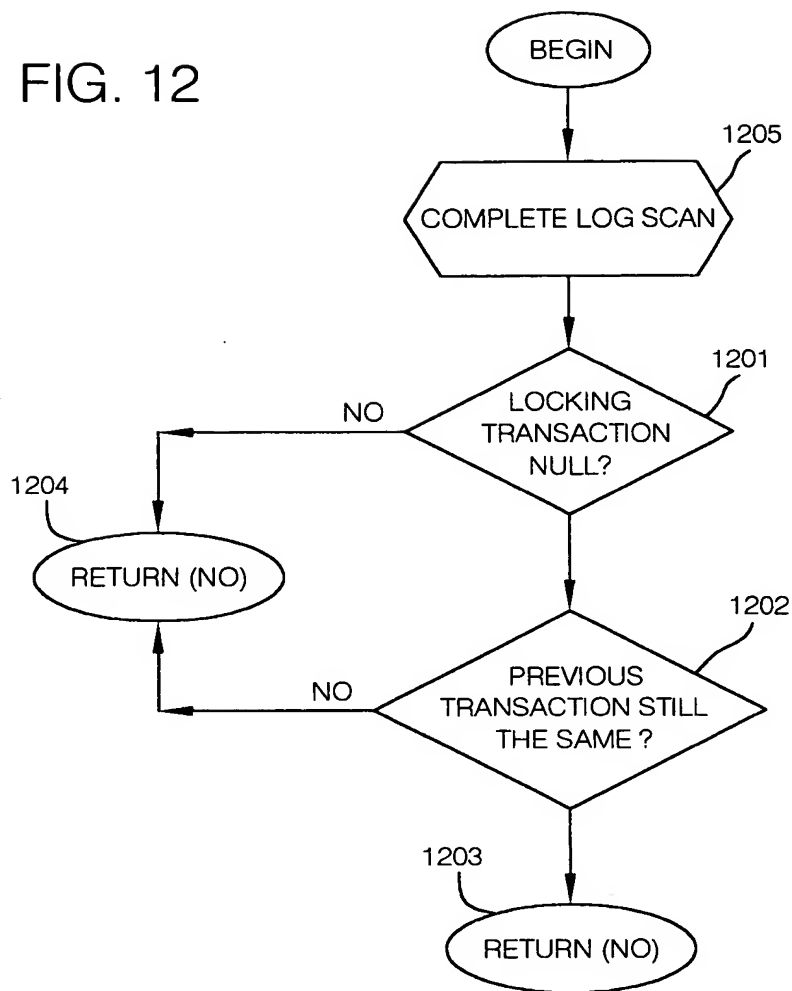 FIG. 12
BEGIN
1205
COMPLETE LOG SCAN
1201
LOCKING
TRANSACTION
NULL?
NO
1204
RETURN (NO)
1202
PREVIOUS
TRANSACTION STILL
THE SAME ?
NO
1203
RETURN (NO)